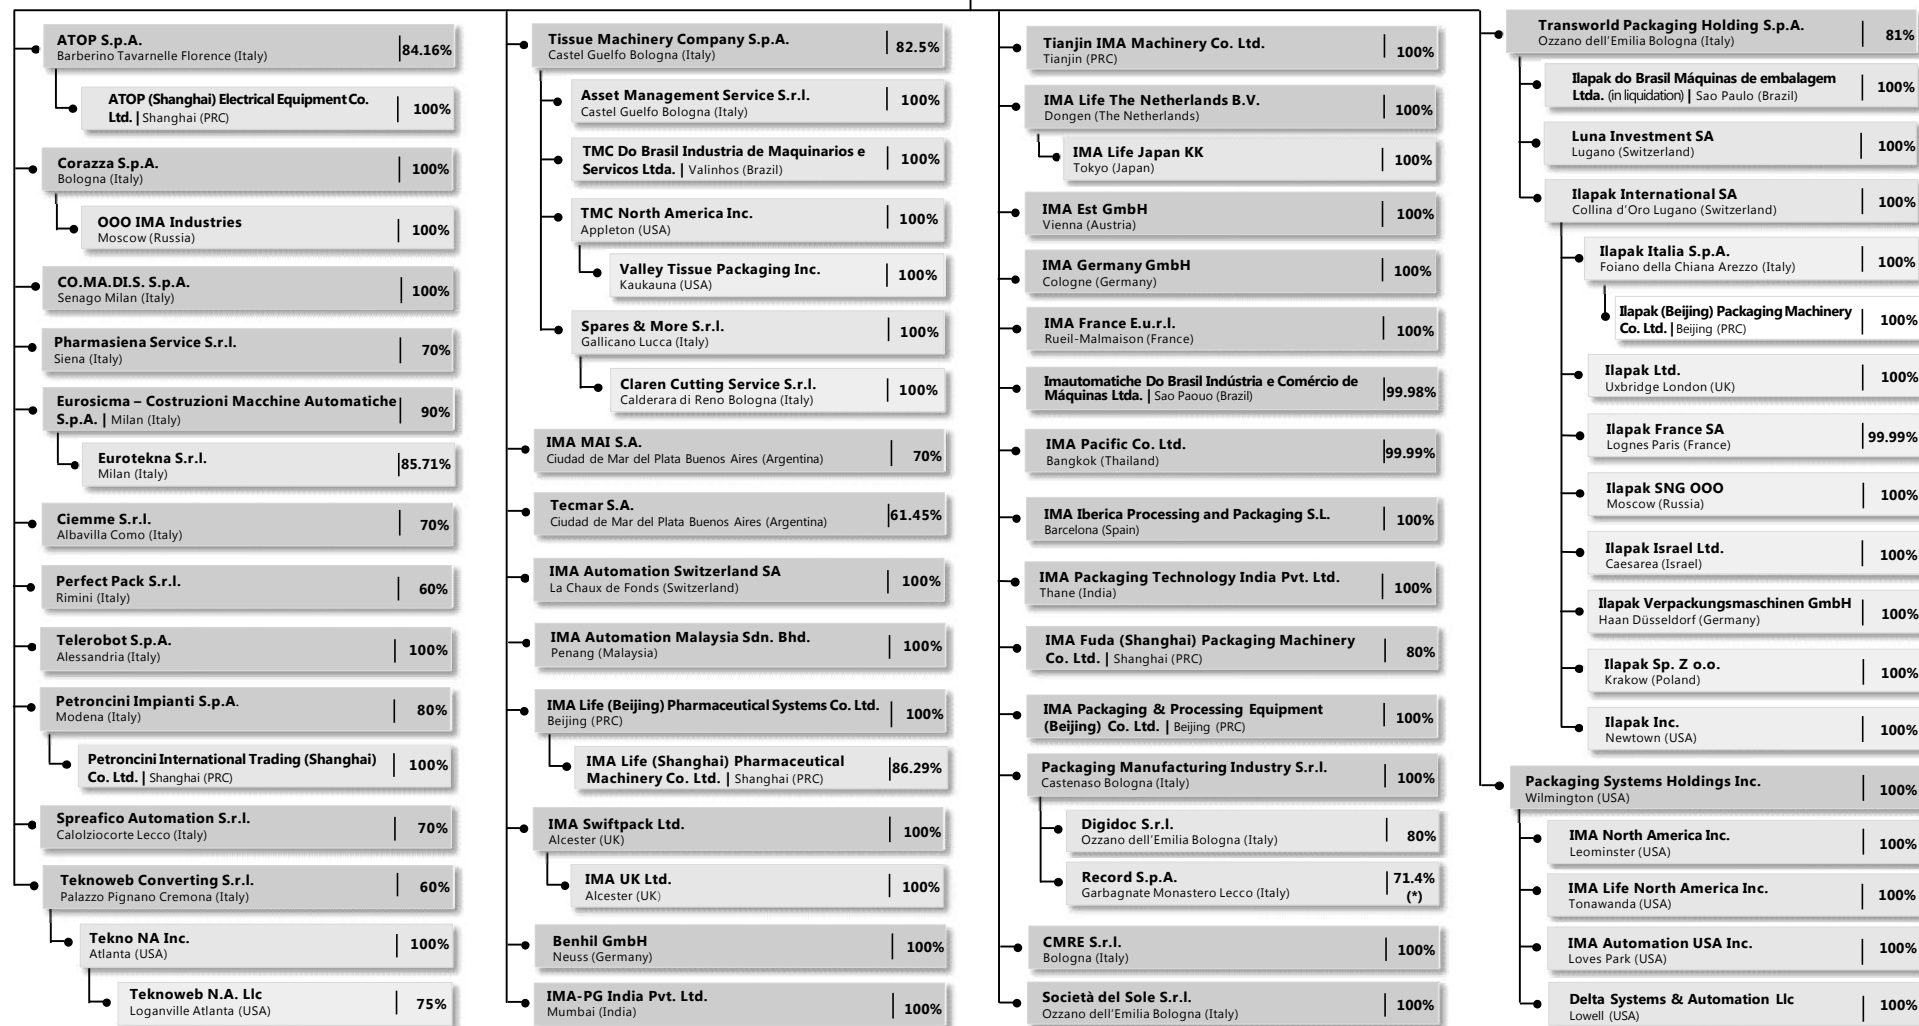 ATOP S.p.A.
Barberino Tavarnelle Florence (Italy)
84.16%
ATOP (Shanghai) Electrical Equipment Co.
Ltd. | Shanghai (PRC)
100%
Corazza S.p.A.
Bologna (Italy)
100%
OOO IMA Industries
Moscow (Russia)
100%
CO.MA.DI.S. S.p.A.
Senago Milan (Italy)
100%
Pharmasiena Service S.r.l.
Siena (Italy)
70%
Eurosicma – Costruzioni Macchine Automatiche
S.p.A. | Milan (Italy)
90%
Eurotekna S.r.l.
Milan (Italy)
85.71%
Ciemme S.r.l.
Albavilla Como (Italy)
70%
Perfect Pack S.r.l.
Rimini (Italy)
60%
Telerobot S.p.A.
Alessandria (Italy)
100%
Petroncini Impianti S.p.A.
Modena (Italy)
80%
Petroncini International Trading (Shanghai)
Co. Ltd. | Shanghai (PRC)
100%
Spreafico Automation S.r.l.
Calolziocorte Lecco (Italy)
70%
Teknoweb Converting S.r.l.
Palazzo Pignano Cremona (Italy)
60%
Tekno NA Inc.
Atlanta (USA)
100%
Teknoweb N.A. Llc
Loganville Atlanta (USA)
75%
Tissue Machinery Company S.p.A.
Castel Guelfo Bologna (Italy)
82.5%
Asset Management Service S.r.l.
Castel Guelfo Bologna (Italy)
100%
TMC Do Brasil Industria de Maquinarios e
Servicos Ltda. | Valinhos (Brazil)
100%
TMC North America Inc.
Appleton (USA)
100%
Valley Tissue Packaging Inc.
Kaukauna (USA)
100%
Spares & More S.r.l.
Gallicano Lucca (Italy)
100%
Claren Cutting Service S.r.l.
Calderara di Reno Bologna (Italy)
100%
IMA MAI S.A.
Ciudad de Mar del Plata Buenos Aires (Argentina)
70%
Tecmar S.A.
Ciudad de Mar del Plata Buenos Aires (Argentina)
61.45%
IMA Automation Switzerland SA
La Chaux de Fonds (Switzerland)
100%
IMA Automation Malaysia Sdn. Bhd.
Penang (Malaysia)
100%
IMA Life (Beijing) Pharmaceutical Systems Co. Ltd.
Beijing (PRC)
100%
IMA Life (Shanghai) Pharmaceutical
Machinery Co. Ltd. | Shanghai (PRC)
86.29%
IMA Swiftpack Ltd.
Alcester (UK)
100%
IMA UK Ltd.
Alcester (UK)
100%
Benhil GmbH
Neuss (Germany)
100%
IMA-PG India Pvt. Ltd.
Mumbai (India)
100%
Tianjin IMA Machinery Co. Ltd.
Tianjin (PRC)
100%
IMA Life The Netherlands B.V.
Dongen (The Netherlands)
100%
IMA Life Japan KK
Tokyo (Japan)
100%
IMA Est GmbH
Vienna (Austria)
100%
IMA Germany GmbH
Cologne (Germany)
100%
IMA France E.u.r.l.
Rueil-Malmaison (France)
100%
Imautomatiche Do Brasil Indústria e Comércio de
Máquinas Ltda. | Sao Paouo (Brazil)
99.98%
IMA Pacific Co. Ltd.
Bangkok (Thailand)
99.99%
IMA Iberica Processing and Packaging S.L.
Barcelona (Spain)
100%
IMA Packaging Technology India Pvt. Ltd.
Thane (India)
100%
IMA Fuda (Shanghai) Packaging Machinery
Co. Ltd. | Shanghai (PRC)
80%
IMA Packaging & Processing Equipment
(Beijing) Co. Ltd. | Beijing (PRC)
100%
Packaging Manufacturing Industry S.r.l.
Castenaso Bologna (Italy)
100%
Digidoc S.r.l.
Ozzano dell'Emilia Bologna (Italy)
80%
Record S.p.A.
Garbagnate Monastero Lecco (Italy)
71.4%
(*)
CMRE S.r.l.
Bologna (Italy)
100%
Società del Sole S.r.l.
Ozzano dell'Emilia Bologna (Italy)
100%
Transworld Packaging Holding S.p.A.
Ozzano dell'Emilia Bologna (Italy)
81%
Ilapak do Brasil Máquinas de embalagem
Ltda. (in liquidation) | Sao Paulo (Brazil)
100%
Luna Investment SA
Lugano (Switzerland)
100%
Ilapak International SA
Collina d'Oro Lugano (Switzerland)
100%
Ilapak Italia S.p.A.
Foiano della Chiana Arezzo (Italy)
100%
Ilapak (Beijing) Packaging Machinery
Co. Ltd. | Beijing (PRC)
100%
Ilapak Ltd.
Uxbridge London (UK)
100%
Ilapak France SA
Lognes Paris (France)
99.99%
Ilapak SNG OOO
Moscow (Russia)
100%
Ilapak Israel Ltd.
Caesarea (Israel)
100%
Ilapak Verpackungsmaschinen GmbH
Haan Düsseldorf (Germany)
100%
Ilapak Sp. Z o.o.
Krakow (Poland)
100%
Ilapak Inc.
Newtown (USA)
100%
Packaging Systems Holdings Inc.
Wilmington (USA)
100%
IMA North America Inc.
Leominster (USA)
100%
IMA Life North America Inc.
Tonawanda (USA)
100%
IMA Automation USA Inc.
Loves Park (USA)
100%
Delta Systems & Automation Llc
Lowell (USA)
100%